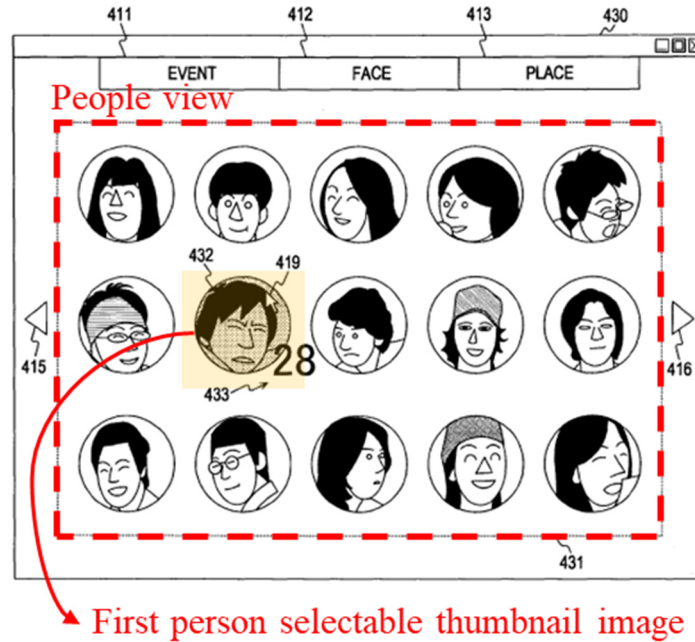 411 412 413 430
EVENT FACE PLACE
People view
432 419
415 28 416
433
431
First person selectable thumbnail image